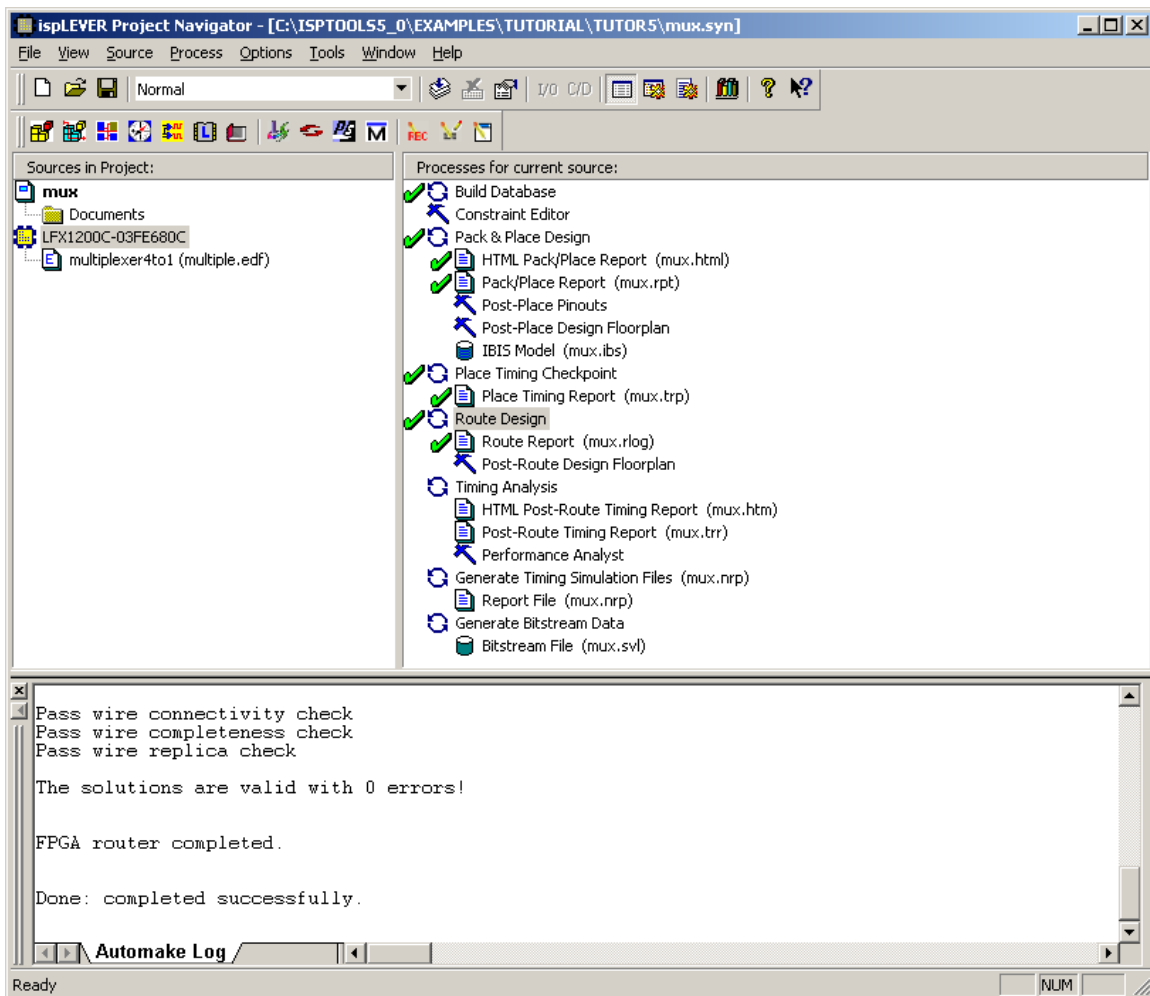 ispLEVER Project Navigator - [C:\ISPTOOLS5_0\EXAMPLES\TUTORIAL\TUTOR5\mux.syn]
File View Source Process Options Tools Window Help
Normal
I/O C/D
L
PS M REC
Sources in Project:
mux
Documents
LFX1200C-03FE680C
E multiplexer4to1 (multiple.edf)
Processes for current source:
Build Database
Constraint Editor
Pack & Place Design
HTML Pack/Place Report (mux.html)
Pack/Place Report (mux.rpt)
Post-Place Pinouts
Post-Place Design Floorplan
IBIS Model (mux.ibs)
Place Timing Checkpoint
Place Timing Report (mux.trp)
Route Design
Route Report (mux.rlog)
Post-Route Design Floorplan
Timing Analysis
HTML Post-Route Timing Report (mux.htm)
Post-Route Timing Report (mux.trr)
Performance Analyst
Generate Timing Simulation Files (mux.nrp)
Report File (mux.nrp)
Generate Bitstream Data
Bitstream File (mux.svl)
Pass wire connectivity check
Pass wire completeness check
Pass wire replica check
The solutions are valid with 0 errors!
FPGA router completed.
Done: completed successfully.
Automake Log
Ready
NUM